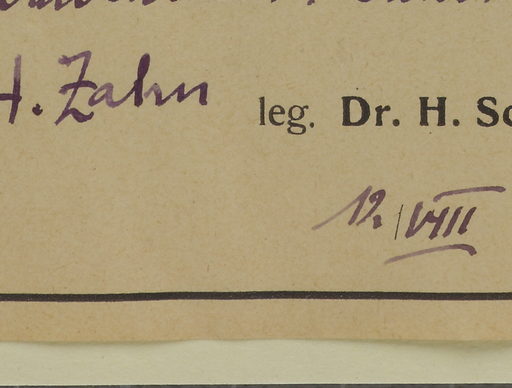 H. Zahn
leg. Dr. H. Sc
12. VIII